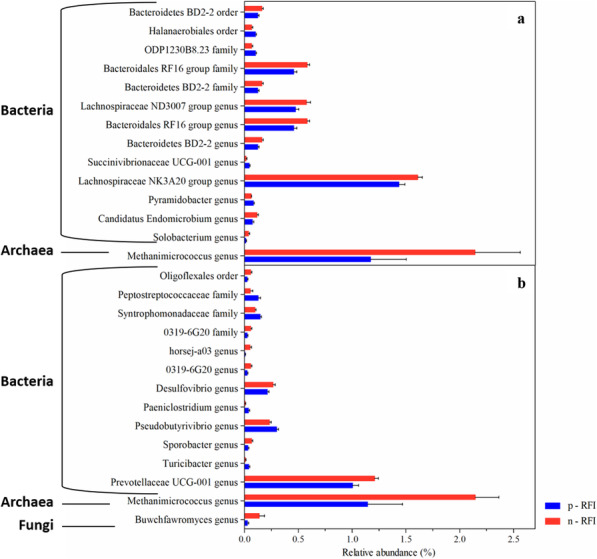 a
Bacteroidetes BD2-2 order
Halanaerobiales order
ODP1230B8.23 family
Bacteroidales RF16 group family
Bacteroidetes BD2-2 family
Lachnospiraceae ND3007 group genus
Bacteroidales RF16 group genus
Bacteroidetes BD2-2 genus
Succinivibrionaceae UCG-001 genus
Lachnospiraceae NK3A20 group genus
Pyramidobacter genus
Candidatus Endomicrobium genus
Solobacterium genus
Methanimicrococcus genus
Bacteria
Archaea
b
Oligoflexales order
Peptostreptococcaceae family
Syntrophomonadaceae family
0319-6G20 family
horsej-a03 genus
0319-6G20 genus
Desulfovibrio genus
Paeniclostridium genus
Pseudobutyrivibrio genus
Sporobacter genus
Turicibacter genus
Prevotellaceae UCG-001 genus
Methanimicrococcus genus
Buwchfawromyces genus
Bacteria
Archaea
Fungi
0.0 0.5 1.0 1.5 2.0 2.5
Relative abundance (%)
p - RFI
n - RFI